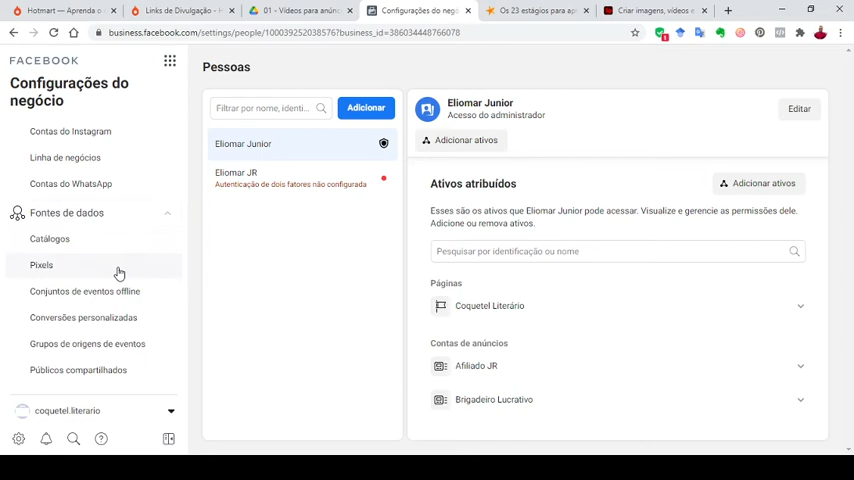 Hotmart — Aprenda o
Links de Divulgação -
01 - Vídeos para anúnc
Configurações do negó
Os 23 estágios para ap
Criar imagens, vídeos e
business.facebook.com/settings/people/100039252038576?business_id=386034448766078
FACEBOOK
Configurações do
negócio
Contas do Instagram
Linha de negócios
Contas do WhatsApp
Fontes de dados
Catálogos
Pixels
Conjuntos de eventos offline
Conversões personalizadas
Grupos de origens de eventos
Públicos compartilhados
coquetel.literario
Pessoas
Filtrar por nome, identi...
Adicionar
Eliomar Junior
Eliomar JR
Autenticação de dois fatores não configurada
Eliomar Junior
Acesso do administrador
Editar
Adicionar ativos
Ativos atribuídos
Adicionar ativos
Esses são os ativos que Eliomar Junior pode acessar. Visualize e gerencie as permissões dele.
Adicione ou remova ativos.
Pesquisar por identificação ou nome
Páginas
Coquetel Literário
Contas de anúncios
Afiliado JR
Brigadeiro Lucrativo